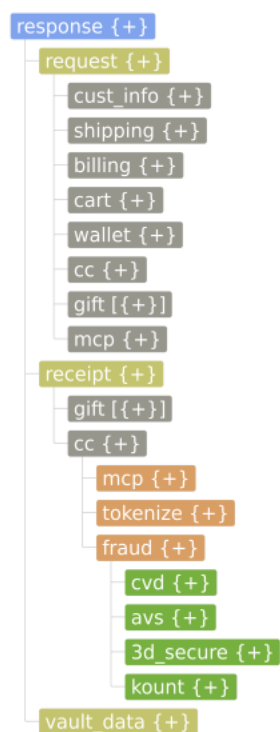 response {+}
request {+}
cust_info {+}
shipping {+}
billing {+}
cart {+}
wallet {+}
cc {+}
gift [{+}]
mcp {+}
receipt {+}
gift [{+}]
cc {+}
mcp {+}
tokenize {+}
fraud {+}
cvd {+}
avs {+}
3d_secure {+}
kount {+}
vault_data {+}